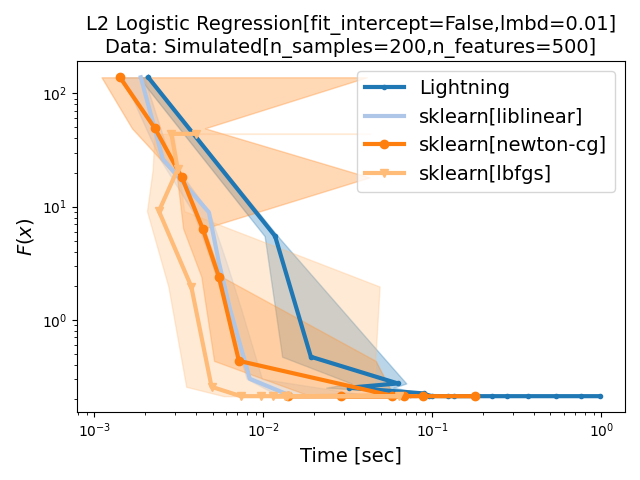 L2 Logistic Regression[fit_intercept=False,lmbd=0.01]
Data: Simulated[n_samples=200,n_features=500]
Lightning
sklearn[liblinear]
sklearn[newton-cg]
sklearn[lbfgs]
F(x)
10²
10¹
10⁰
10⁻³
10⁻²
10⁻¹
10⁰
Time [sec]